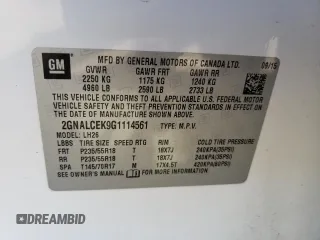 GM
MFD BY GENERAL MOTORS OF CANADA LTD.
08/15
GVWR GAWR FRT GAWR RR
2250 KG 1175 KG 1240 KG
4960 LB 2590 LB 2733 LB
THIS VEHICLE CONFORMS TO ALL APPLICABLE U.S. FEDERAL MOTOR
VEHICLE SAFETY AND THEFT PREVENTION STANDARDS IN EFFECT ON THE
DATE OF MANUFACTURE SHOWN ABOVE.
2GNALCEK9G1114561 TYPE: M.P.V.
MODEL: LH26
TIRE SIZE SPEED RTG RIM COLD TIRE PRESSURE
FRT P235/55R18 T 18X7J 240KPA(35PSI)
RR P235/55R18 T 18X7J 240KPA(35PSI)
SPA T145/70R17 M 17X4.5T 420KPA(60PSI)
SEE OWNER'S MANUAL FOR MORE INFORMATION
RIDESAFELY.COM